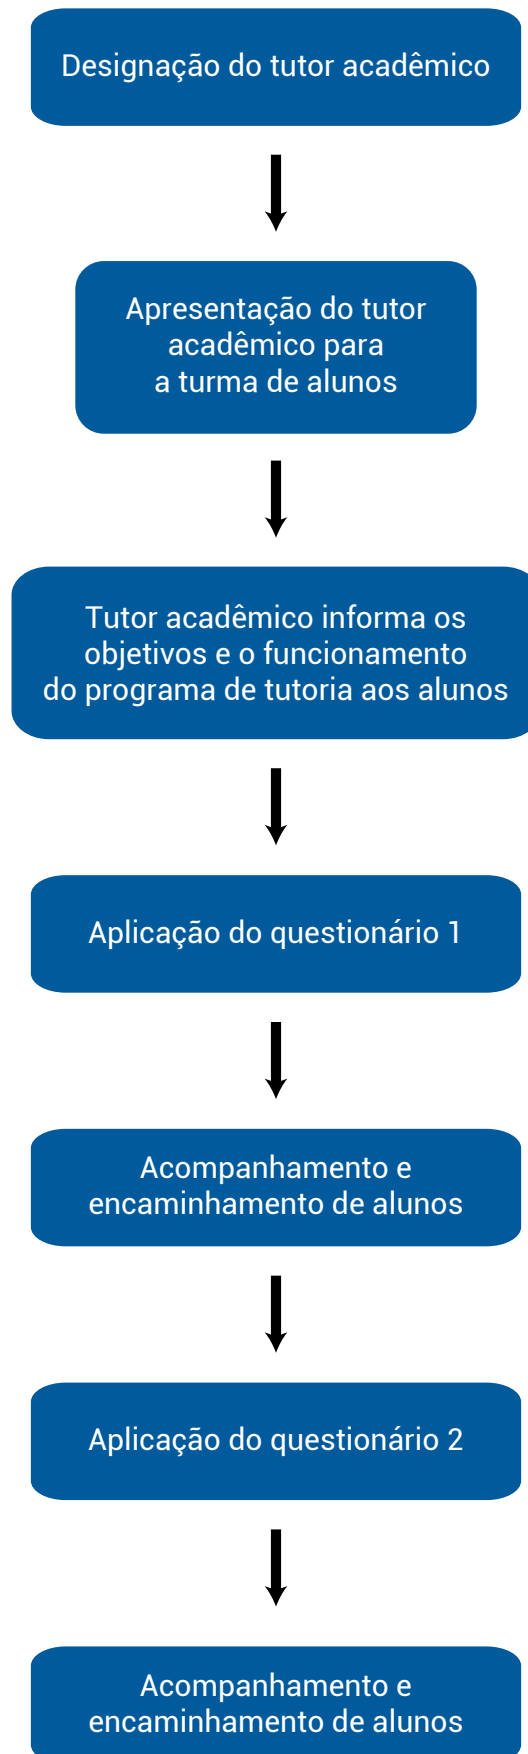 Designação do tutor acadêmico
Apresentação do tutor
acadêmico para
a turma de alunos
Tutor acadêmico informa os
objetivos e o funcionamento
do programa de tutoria aos alunos
Aplicação do questionário 1
Acompanhamento e
encaminhamento de alunos
Aplicação do questionário 2
Acompanhamento e
encaminhamento de alunos